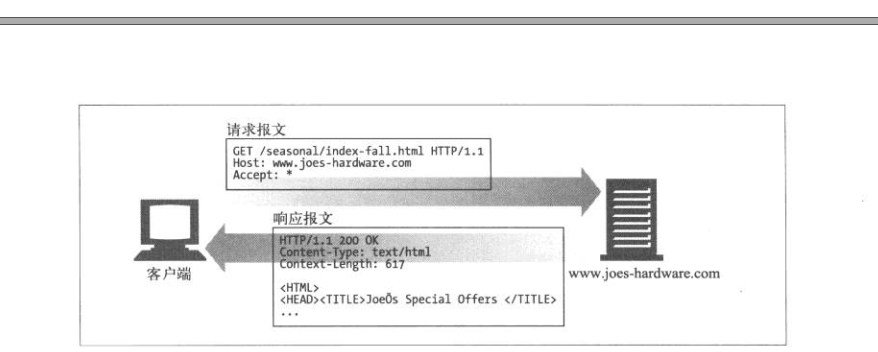 请求报文
GET /seasonal/index-fall.html HTTP/1.1
Host: www.joes-hardware.com
Accept: *
响应报文
HTTP/1.1 200 OK
Content-Type: text/html
Context-Length: 617
<HTML>
<HEAD><TITLE>JoeÕs Special Offers </TITLE>
...
客户端
www.joes-hardware.com